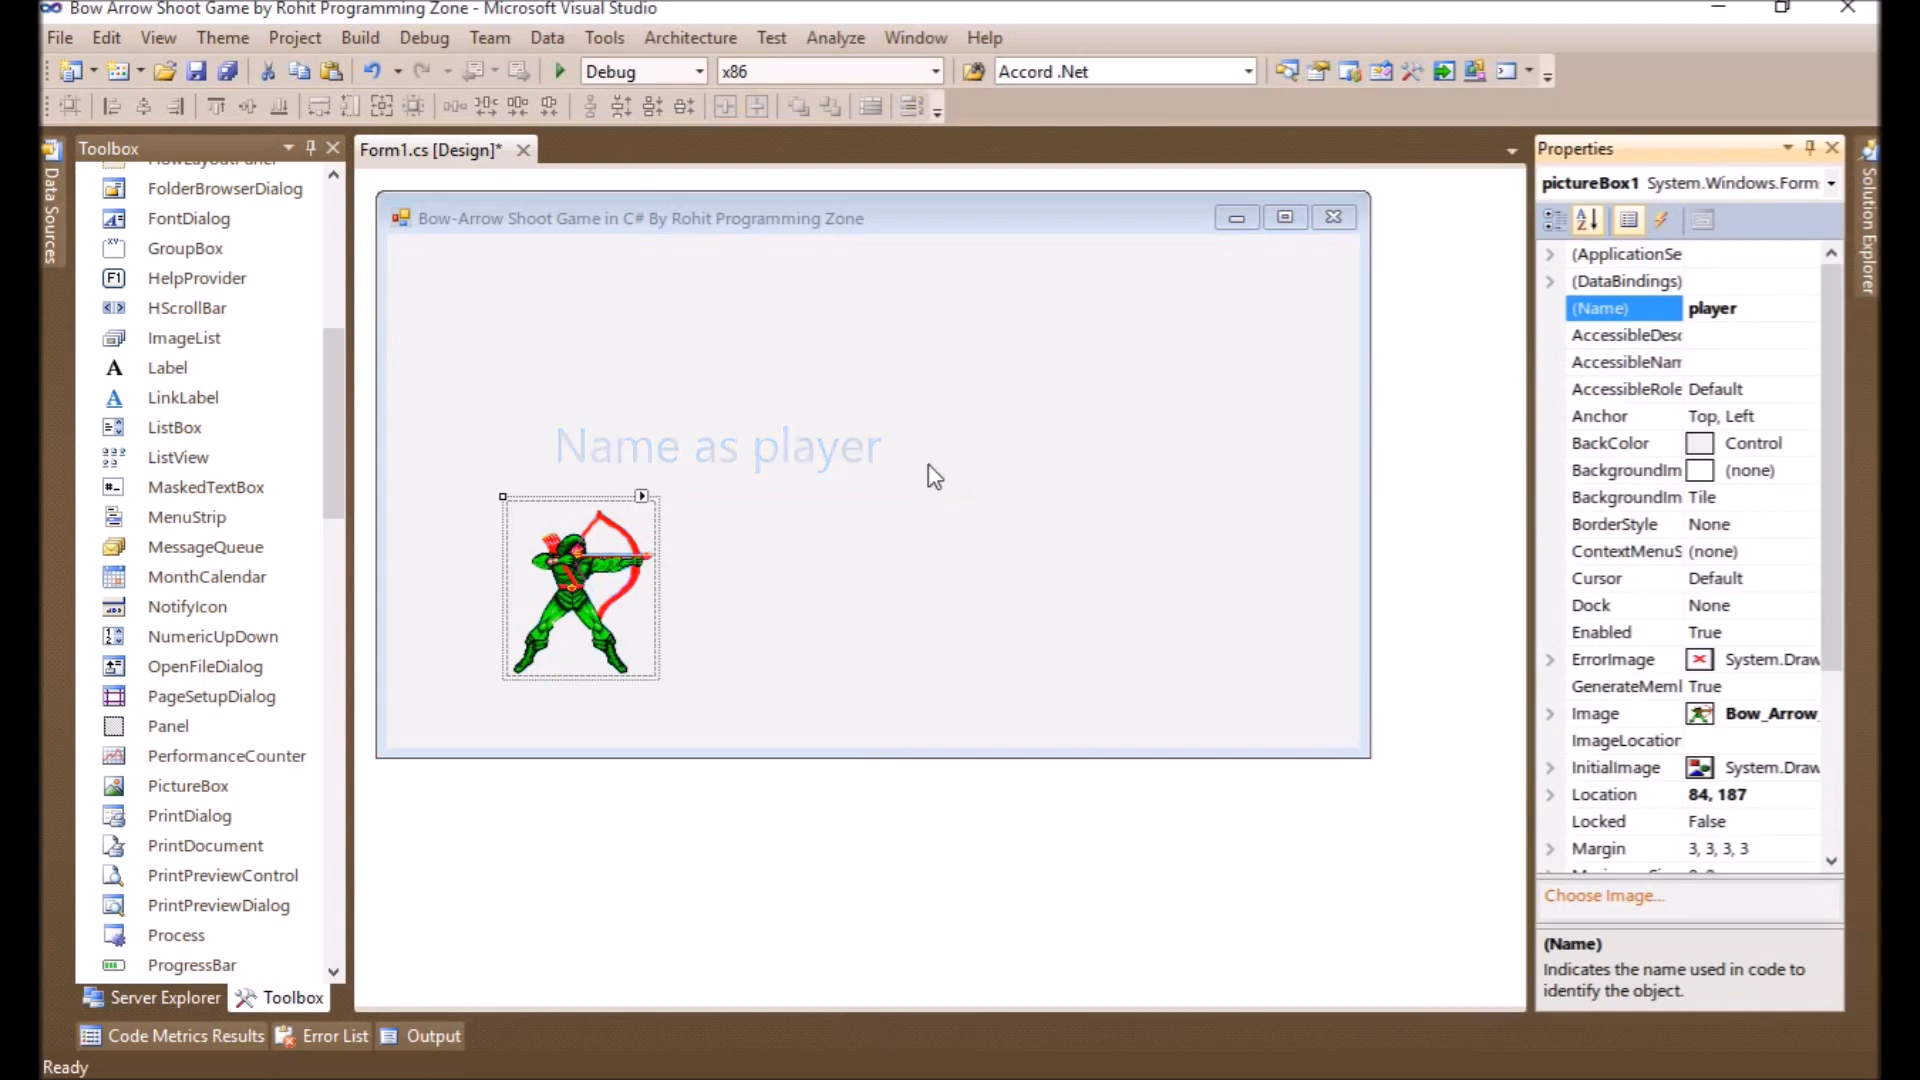 Bow Arrow Shoot Game by Rohit Programming Zone - Microsoft Visual Studio
File Edit View Theme Project Build Debug Team Data Tools Architecture Test Analyze Window Help
Debug x86 Accord .Net
Data Sources
Toolbox
FolderBrowserDialog
FontDialog
GroupBox
HelpProvider
HScrollBar
ImageList
Label
LinkLabel
ListBox
ListView
MaskedTextBox
MenuStrip
MessageQueue
MonthCalendar
NotifyIcon
NumericUpDown
OpenFileDialog
PageSetupDialog
Panel
PerformanceCounter
PictureBox
PrintDialog
PrintDocument
PrintPreviewControl
PrintPreviewDialog
Process
ProgressBar
Server Explorer Toolbox
Form1.cs [Design]*
Bow-Arrow Shoot Game in C# By Rohit Programming Zone
Name as player
Properties
pictureBox1 System.Windows.Form
(ApplicationSe
(DataBindings)
(Name) player
AccessibleDesc
AccessibleNam
AccessibleRole Default
Anchor Top, Left
BackColor Control
BackgroundIm (none)
BackgroundIm Tile
BorderStyle None
ContextMenuS (none)
Cursor Default
Dock None
Enabled True
ErrorImage System.Draw
GenerateMeml True
Image Bow_Arrow_
ImageLocation
InitialImage System.Draw
Location 84, 187
Locked False
Margin 3, 3, 3, 3
Choose Image...
(Name)
Indicates the name used in code to
identify the object.
Solution Explorer
Code Metrics Results Error List Output
Ready